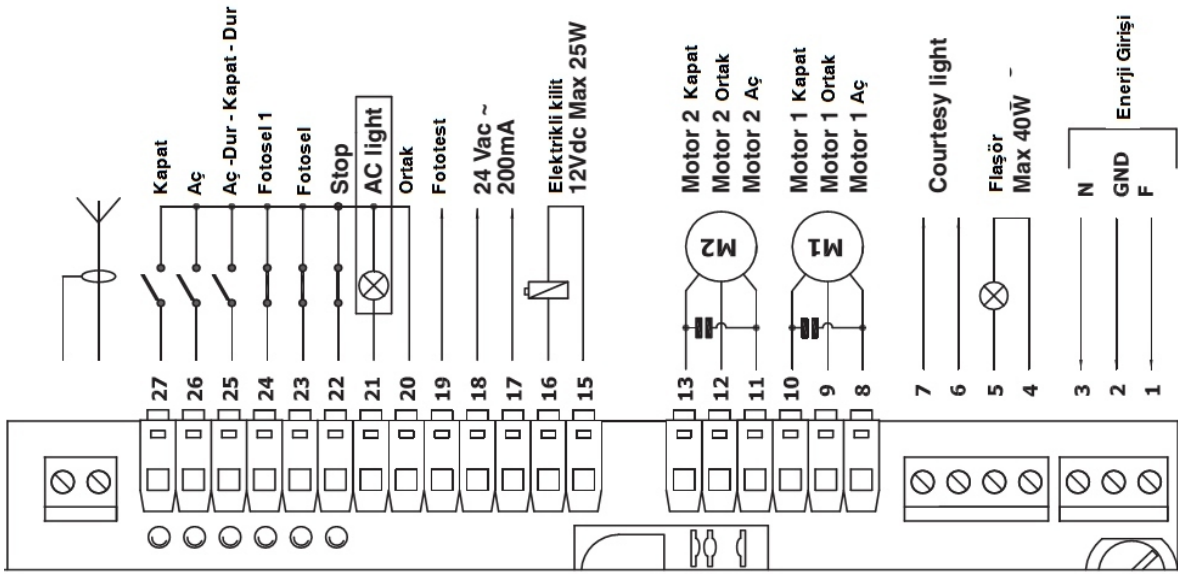 Kapat
Aç
Aç -Dur - Kapat - Dur
Fotosel 1
Fotosel
Stop
AC light
Ortak
Fototest
24 Vac ~
200mA
Elektrikli kilit
12Vdc Max 25W
Motor 2 Kapat
Motor 2 Ortak
Motor 2 Aç
Motor 1 Kapat
Motor 1 Ortak
Motor 1 Aç
Courtesy light
Flaşör
Max 40W
Enerji Girişi
N
GND
F
M2
M1
27 26 25 24 23 22 21 20 19 18 17 16 15 13 12 11 10 9 8 7 6 5 4 3 2 1